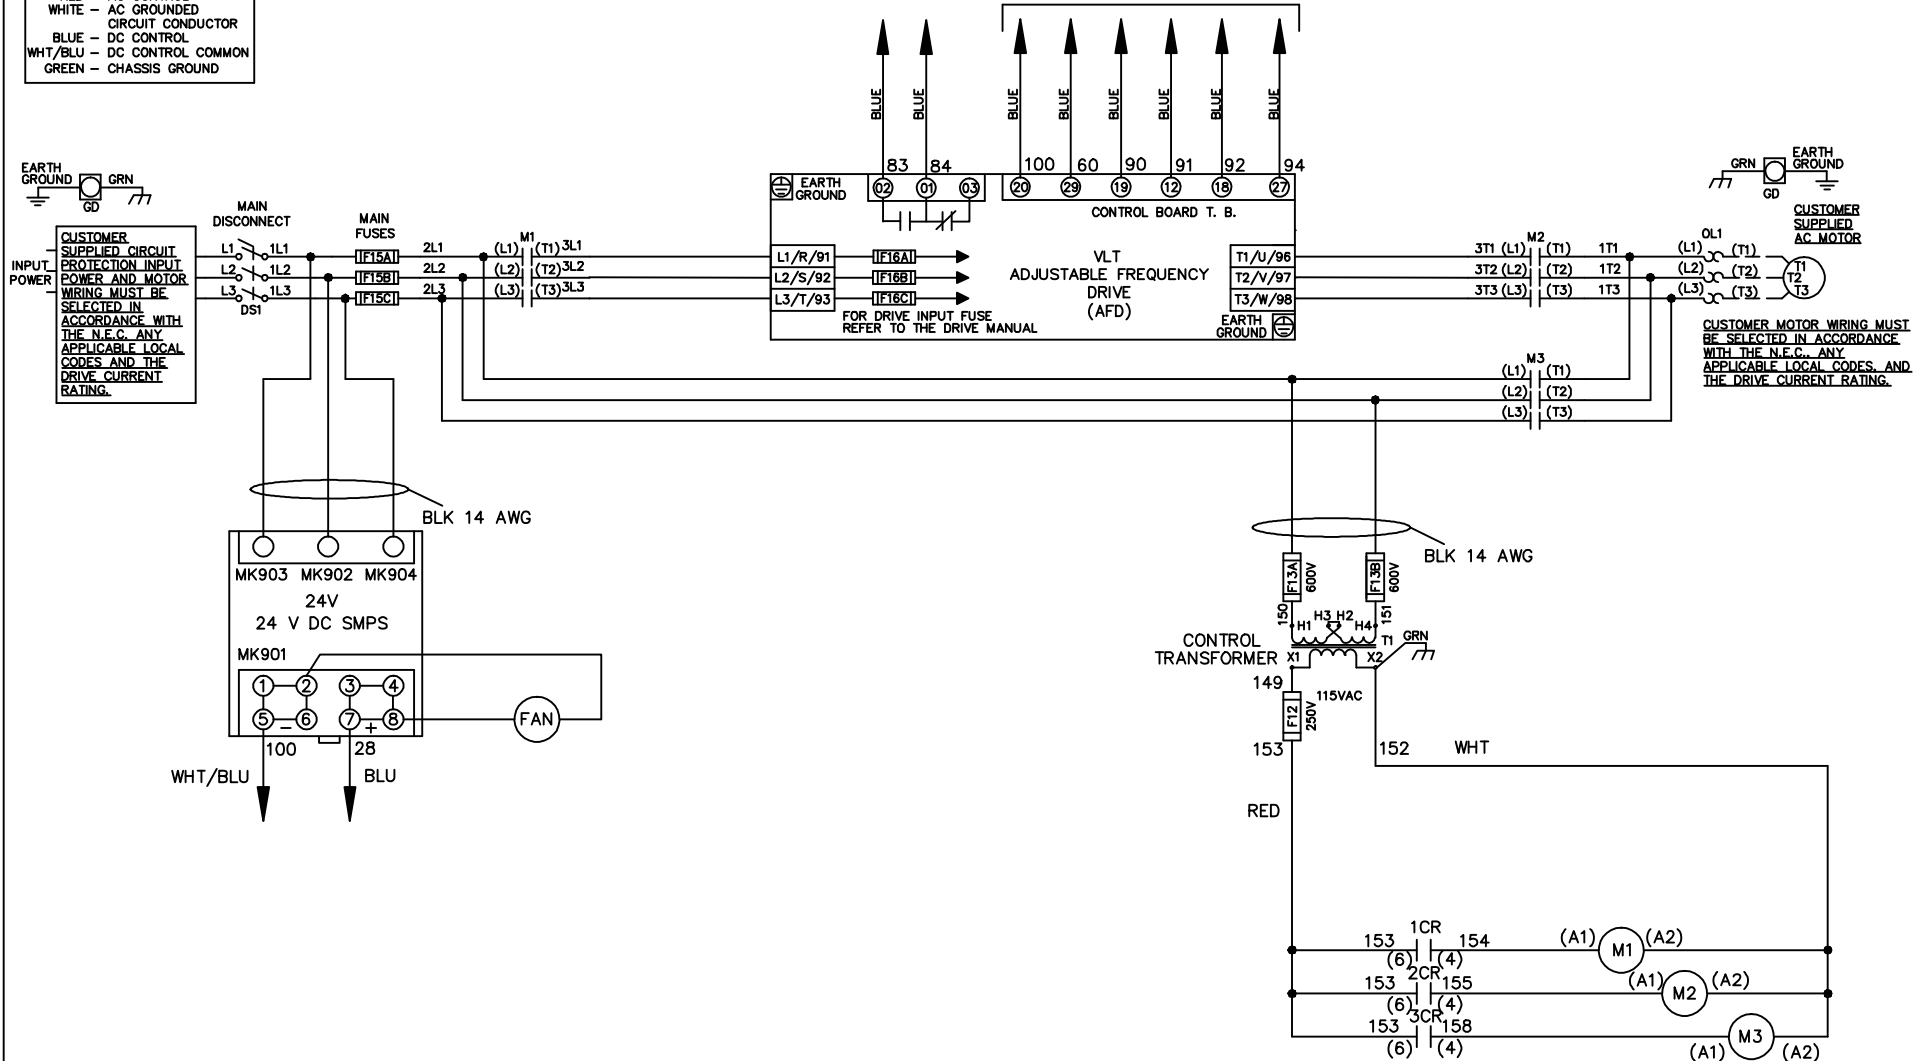 WHITE – AC GROUNDED
CIRCUIT CONDUCTOR
BLUE – DC CONTROL
WHT/BLU – DC CONTROL COMMON
GREEN – CHASSIS GROUND
BLUE BLUE BLUE BLUE BLUE BLUE BLUE BLUE
83 84 100 60 90 91 92 94
02 01 03 20 29 19 12 18 27
EARTH
GROUND
GRN
GD
EARTH
GROUND
CONTROL BOARD T. B.
GRN
EARTH
GROUND
GD
MAIN
DISCONNECT
MAIN
FUSES
INPUT
POWER
CUSTOMER
SUPPLIED CIRCUIT
PROTECTION INPUT
POWER AND MOTOR
WIRING MUST BE
SELECTED IN
ACCORDANCE WITH
THE N.E.C. ANY
APPLICABLE LOCAL
CODES AND THE
DRIVE CURRENT
RATING.
M1
L1 1L1 F15A 2L1 (L1) (T1) 3L1
L2 1L2 F15B 2L2 (L2) (T2) 3L2
L3 1L3 F15C 2L3 (L3) (T3) 3L3
DS1
L1/R/91 F16A
L2/S/92 F16B
L3/T/93 F16C
FOR DRIVE INPUT FUSE
REFER TO THE DRIVE MANUAL
VLT
ADJUSTABLE FREQUENCY
DRIVE
(AFD)
T1/U/96
T2/V/97
T3/W/98
EARTH
GROUND
M2
OL1
3T1 (L1) (T1) 1T1 (L1) (T1)
3T2 (L2) (T2) 1T2 (L2) (T2)
3T3 (L3) (T3) 1T3 (L3) (T3)
CUSTOMER
SUPPLIED
AC MOTOR
T1
T2
T3
CUSTOMER MOTOR WIRING MUST
BE SELECTED IN ACCORDANCE
WITH THE N.E.C., ANY
APPLICABLE LOCAL CODES, AND
THE DRIVE CURRENT RATING.
M3
(L1) (T1)
(L2) (T2)
(L3) (T3)
BLK 14 AWG
MK903 MK902 MK904
24V
24 V DC SMPS
MK901
1 2 3 4
5 – 6 7 + 8
FAN
100 28
WHT/BLU BLU
BLK 14 AWG
F13A 600V F13B 600V
150 151
H1 H3 H2 H4
T1 GRN
CONTROL
TRANSFORMER
X1 X2
149
115VAC
F12 250V
153 152 WHT
RED
1CR
153 154 (A1) M1 (A2)
(6) (4)
2CR
153 155 (A1) M2 (A2)
(6) (4)
3CR
153 158 M3
(6) (4) (A1) (A2)